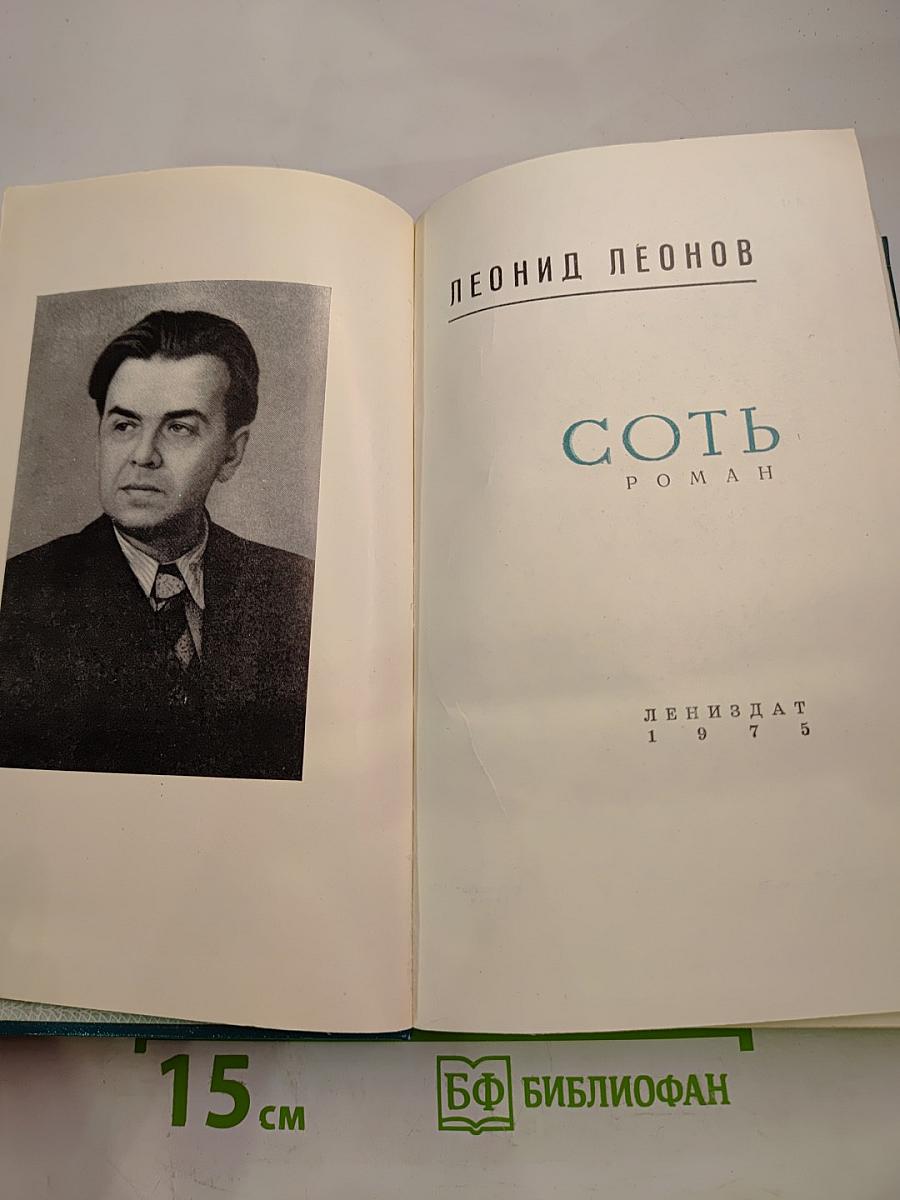 ЛЕОНИД ЛЕОНОВ
СОТЬ
РОМАН
ЛЕНИЗДАТ
1975
15 см
БФ БИБЛИОФАН